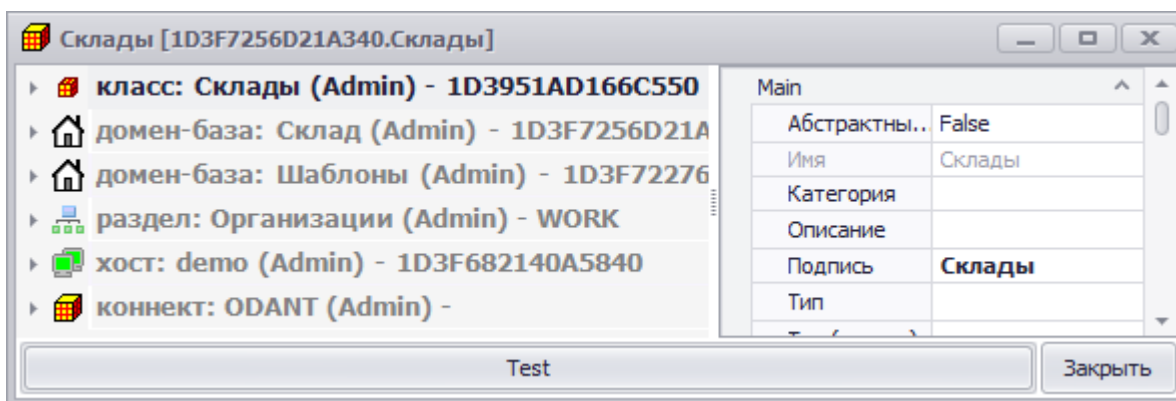 Склады [1D3F7256D21A340.Склады]
класс: Склады (Admin) - 1D3951AD166C550
домен-база: Склад (Admin) - 1D3F7256D21A
домен-база: Шаблоны (Admin) - 1D3F72276
раздел: Организации (Admin) - WORK
хост: demo (Admin) - 1D3F682140A5840
коннект: ODANT (Admin) -
Main
Абстрактны... False
Имя Склады
Категория
Описание
Подпись Склады
Тип
Test
Закрыть